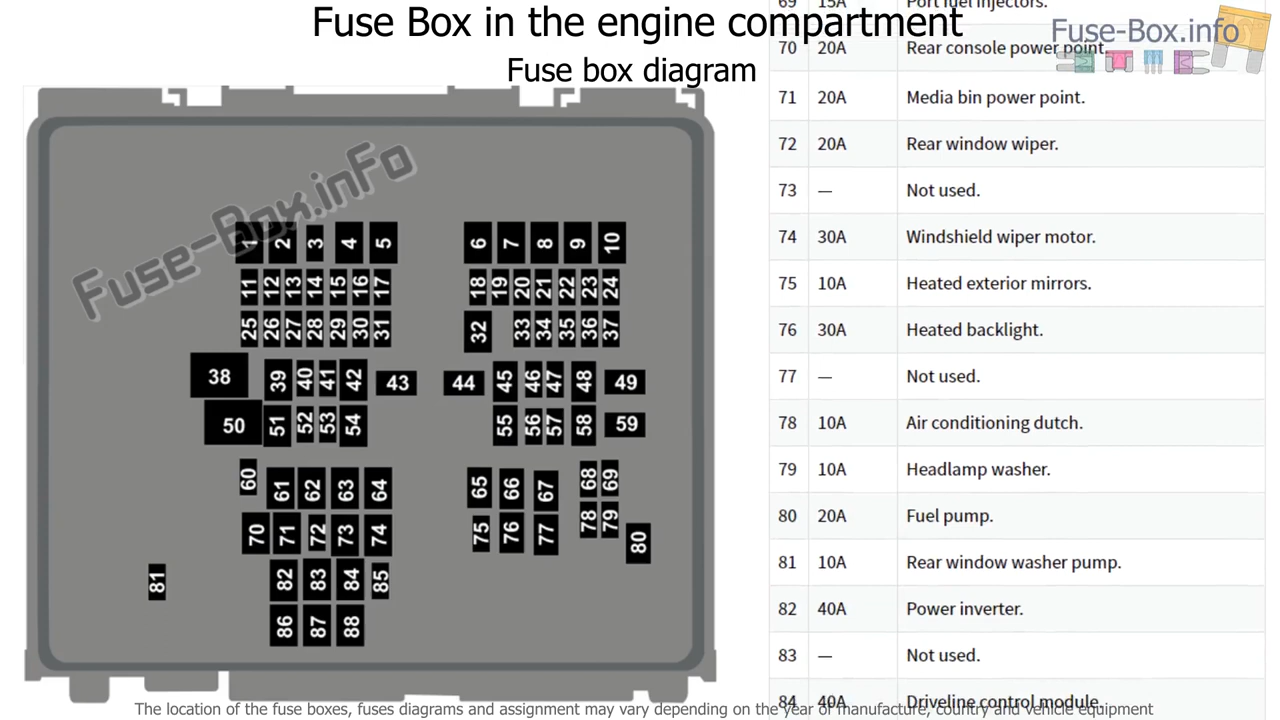 Fuse Box in the engine compartment
Fuse box diagram
Fuse-Box.info
Fuse-Box.inFo
1 2 3 4 5 6 7 8 9 10
11 12 13 14 15 16 17 18 19 20 21 22 23 24
25 26 27 28 29 30 31 32 33 34 35 36 37
38 39 40 41 42 43 44 45 46 47 48 49
50 51 52 53 54 55 56 57 58 59
60 61 62 63 64 65 66 67 68 69
70 71 72 73 74 75 76 77 78 79
80
81 82 83 84 85
86 87 88
69 15A Port fuel injectors.
70 20A Rear console power point.
71 20A Media bin power point.
72 20A Rear window wiper.
73 — Not used.
74 30A Windshield wiper motor.
75 10A Heated exterior mirrors.
76 30A Heated backlight.
77 — Not used.
78 10A Air conditioning dutch.
79 10A Headlamp washer.
80 20A Fuel pump.
81 10A Rear window washer pump.
82 40A Power inverter.
83 — Not used.
84 40A Driveline control module.
The location of the fuse boxes, fuses diagrams and assignment may vary depending on the year of manufacture, country and vehicle equipment